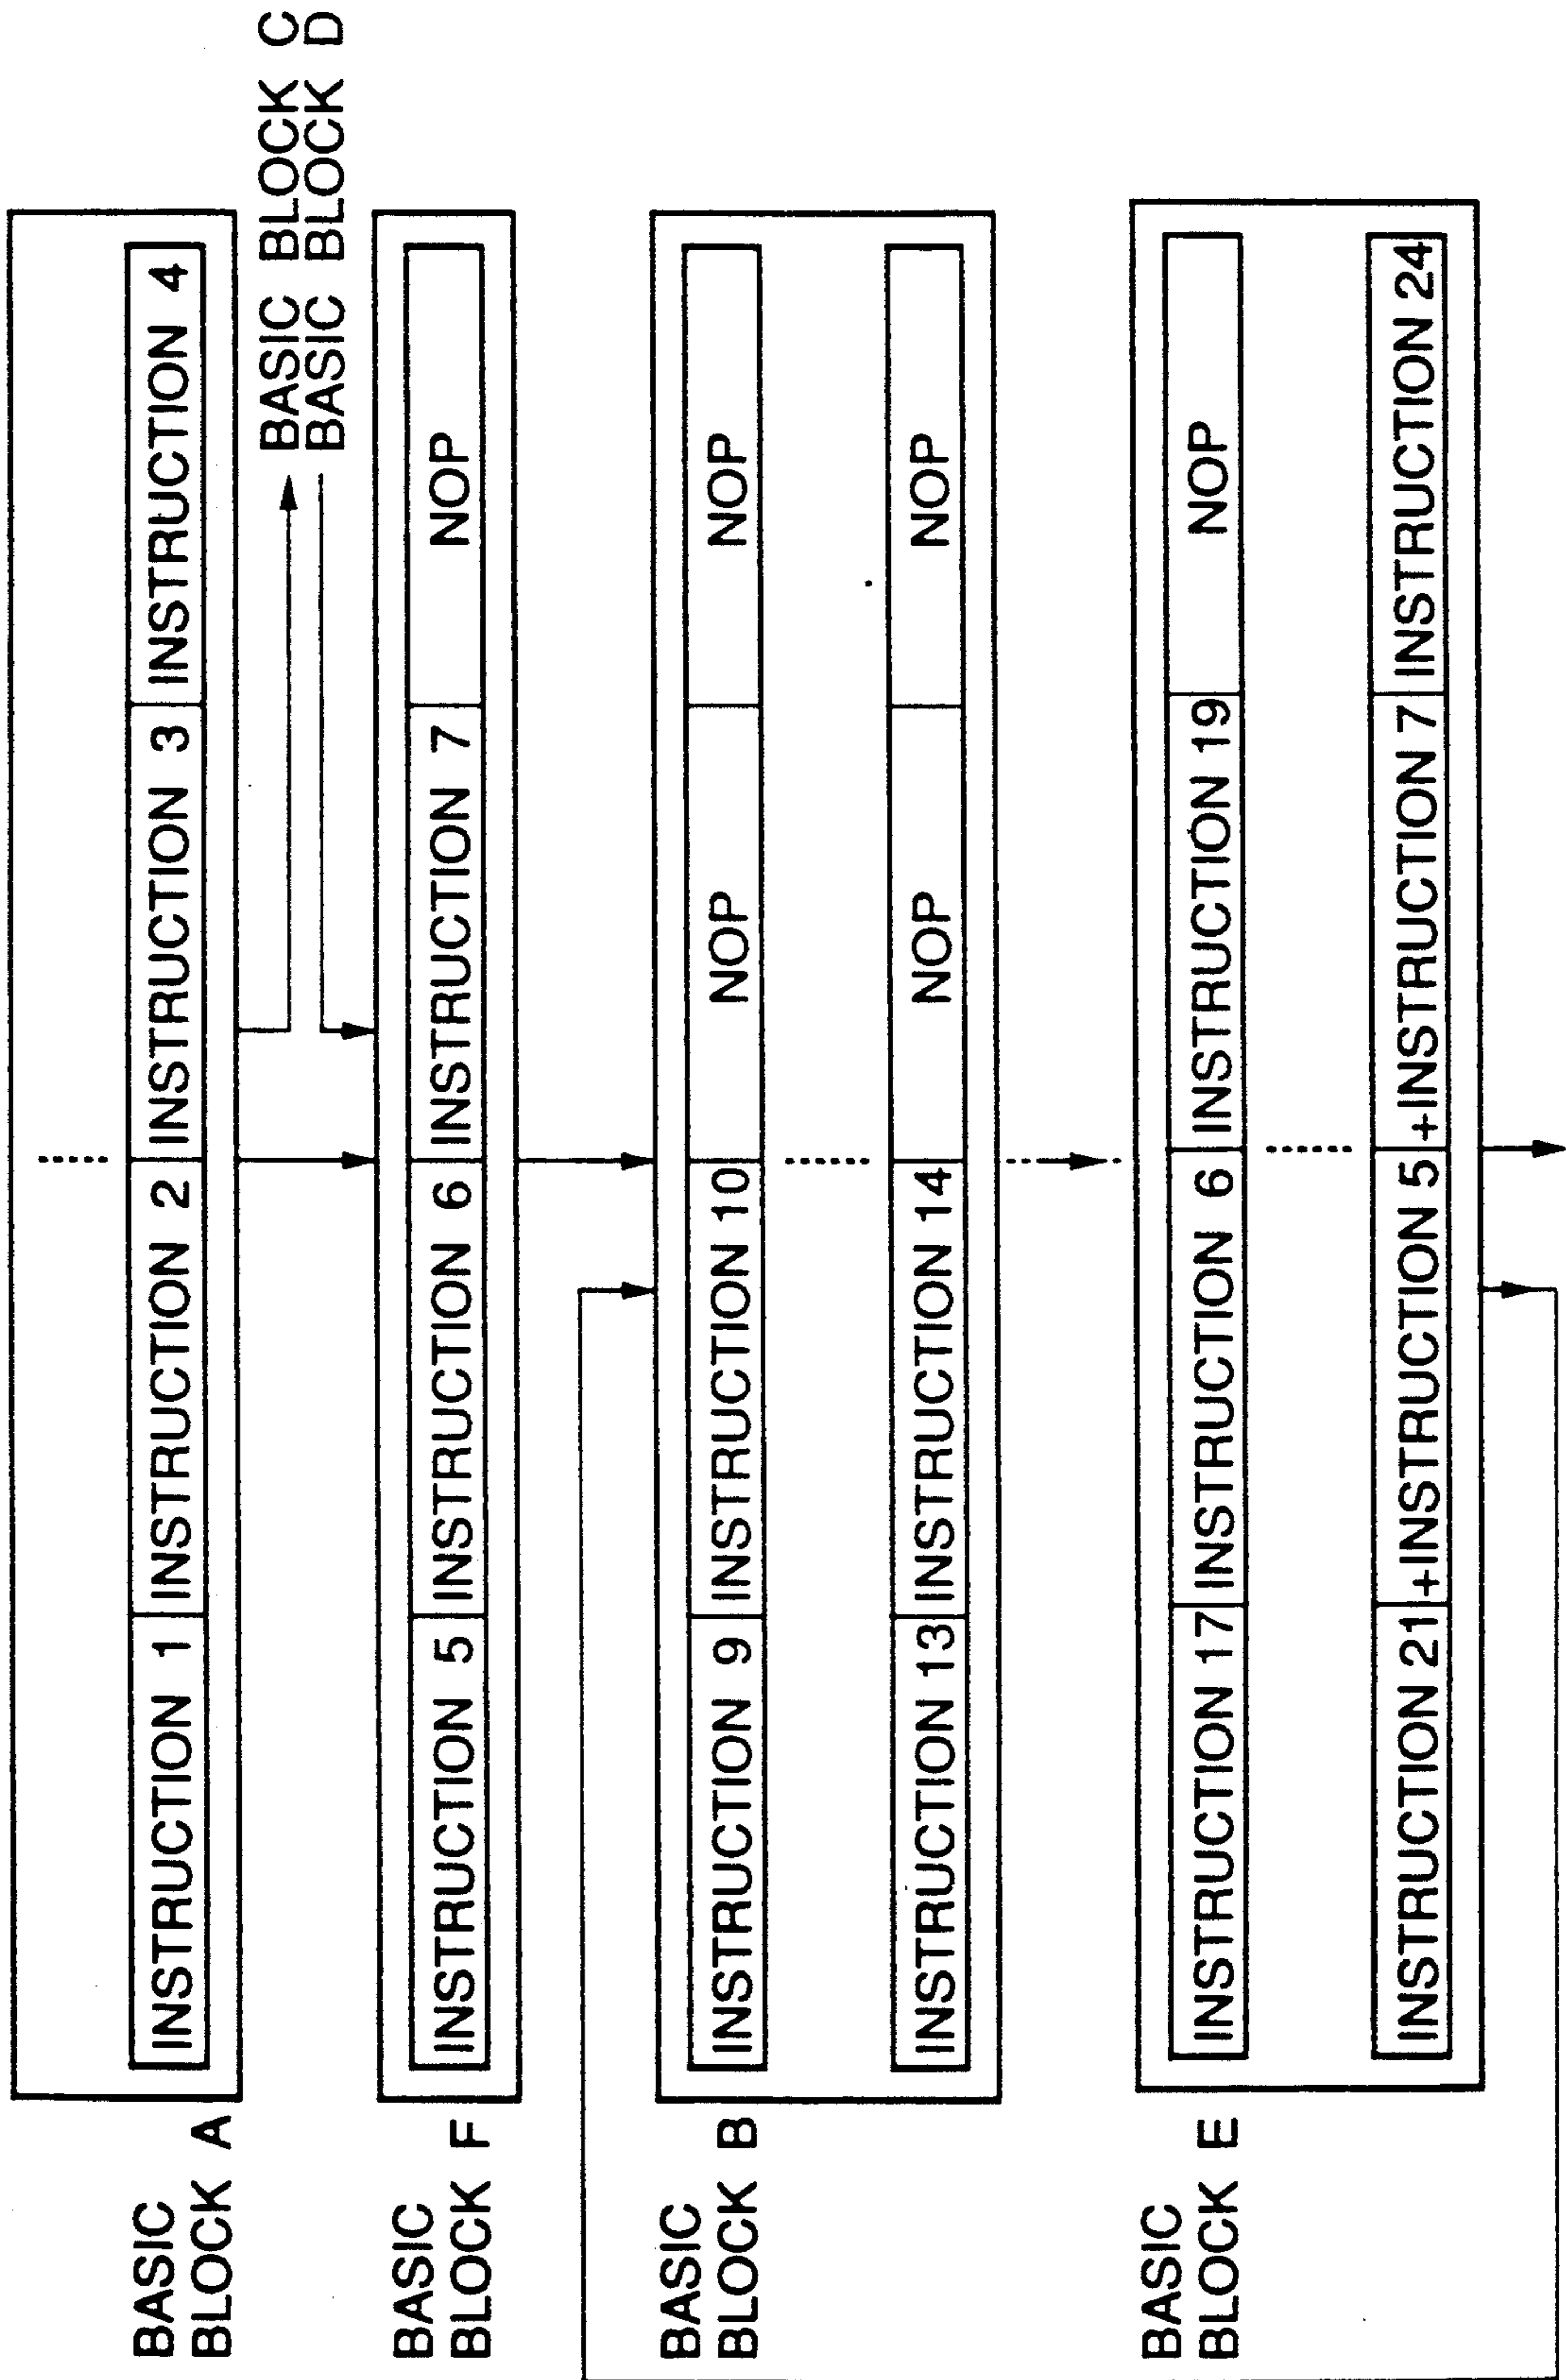 BASIC
BLOCK A
INSTRUCTION 1 INSTRUCTION 2 INSTRUCTION 3 INSTRUCTION 4
BASIC BLOCK C
BASIC BLOCK D
BASIC
BLOCK F
INSTRUCTION 5 INSTRUCTION 6 INSTRUCTION 7 NOP
BASIC
BLOCK B
INSTRUCTION 9 INSTRUCTION 10 NOP NOP
INSTRUCTION 13 INSTRUCTION 14 NOP NOP
BASIC
BLOCK E
INSTRUCTION 17 INSTRUCTION 6 INSTRUCTION 19 NOP
INSTRUCTION 21 +INSTRUCTION 5 +INSTRUCTION 7 INSTRUCTION 24